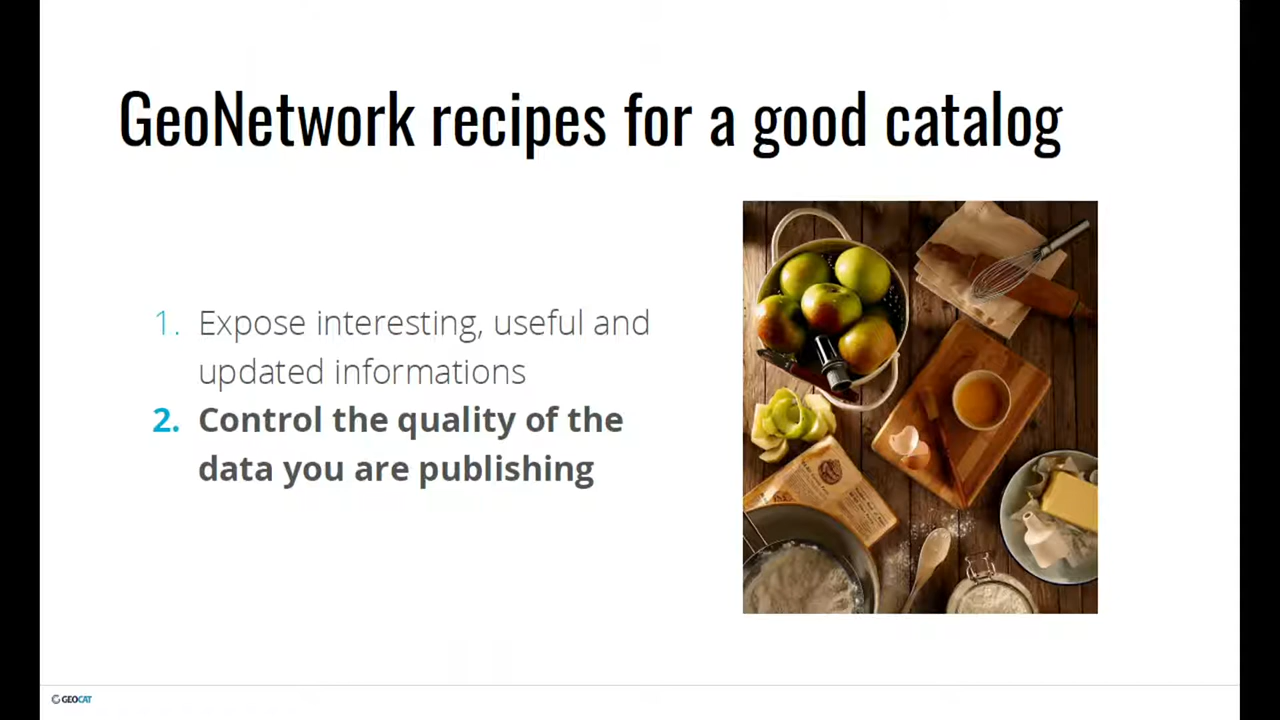 GeoNetwork recipes for a good catalog
1. Expose interesting, useful and
updated informations
2. Control the quality of the
data you are publishing
GEOCAT